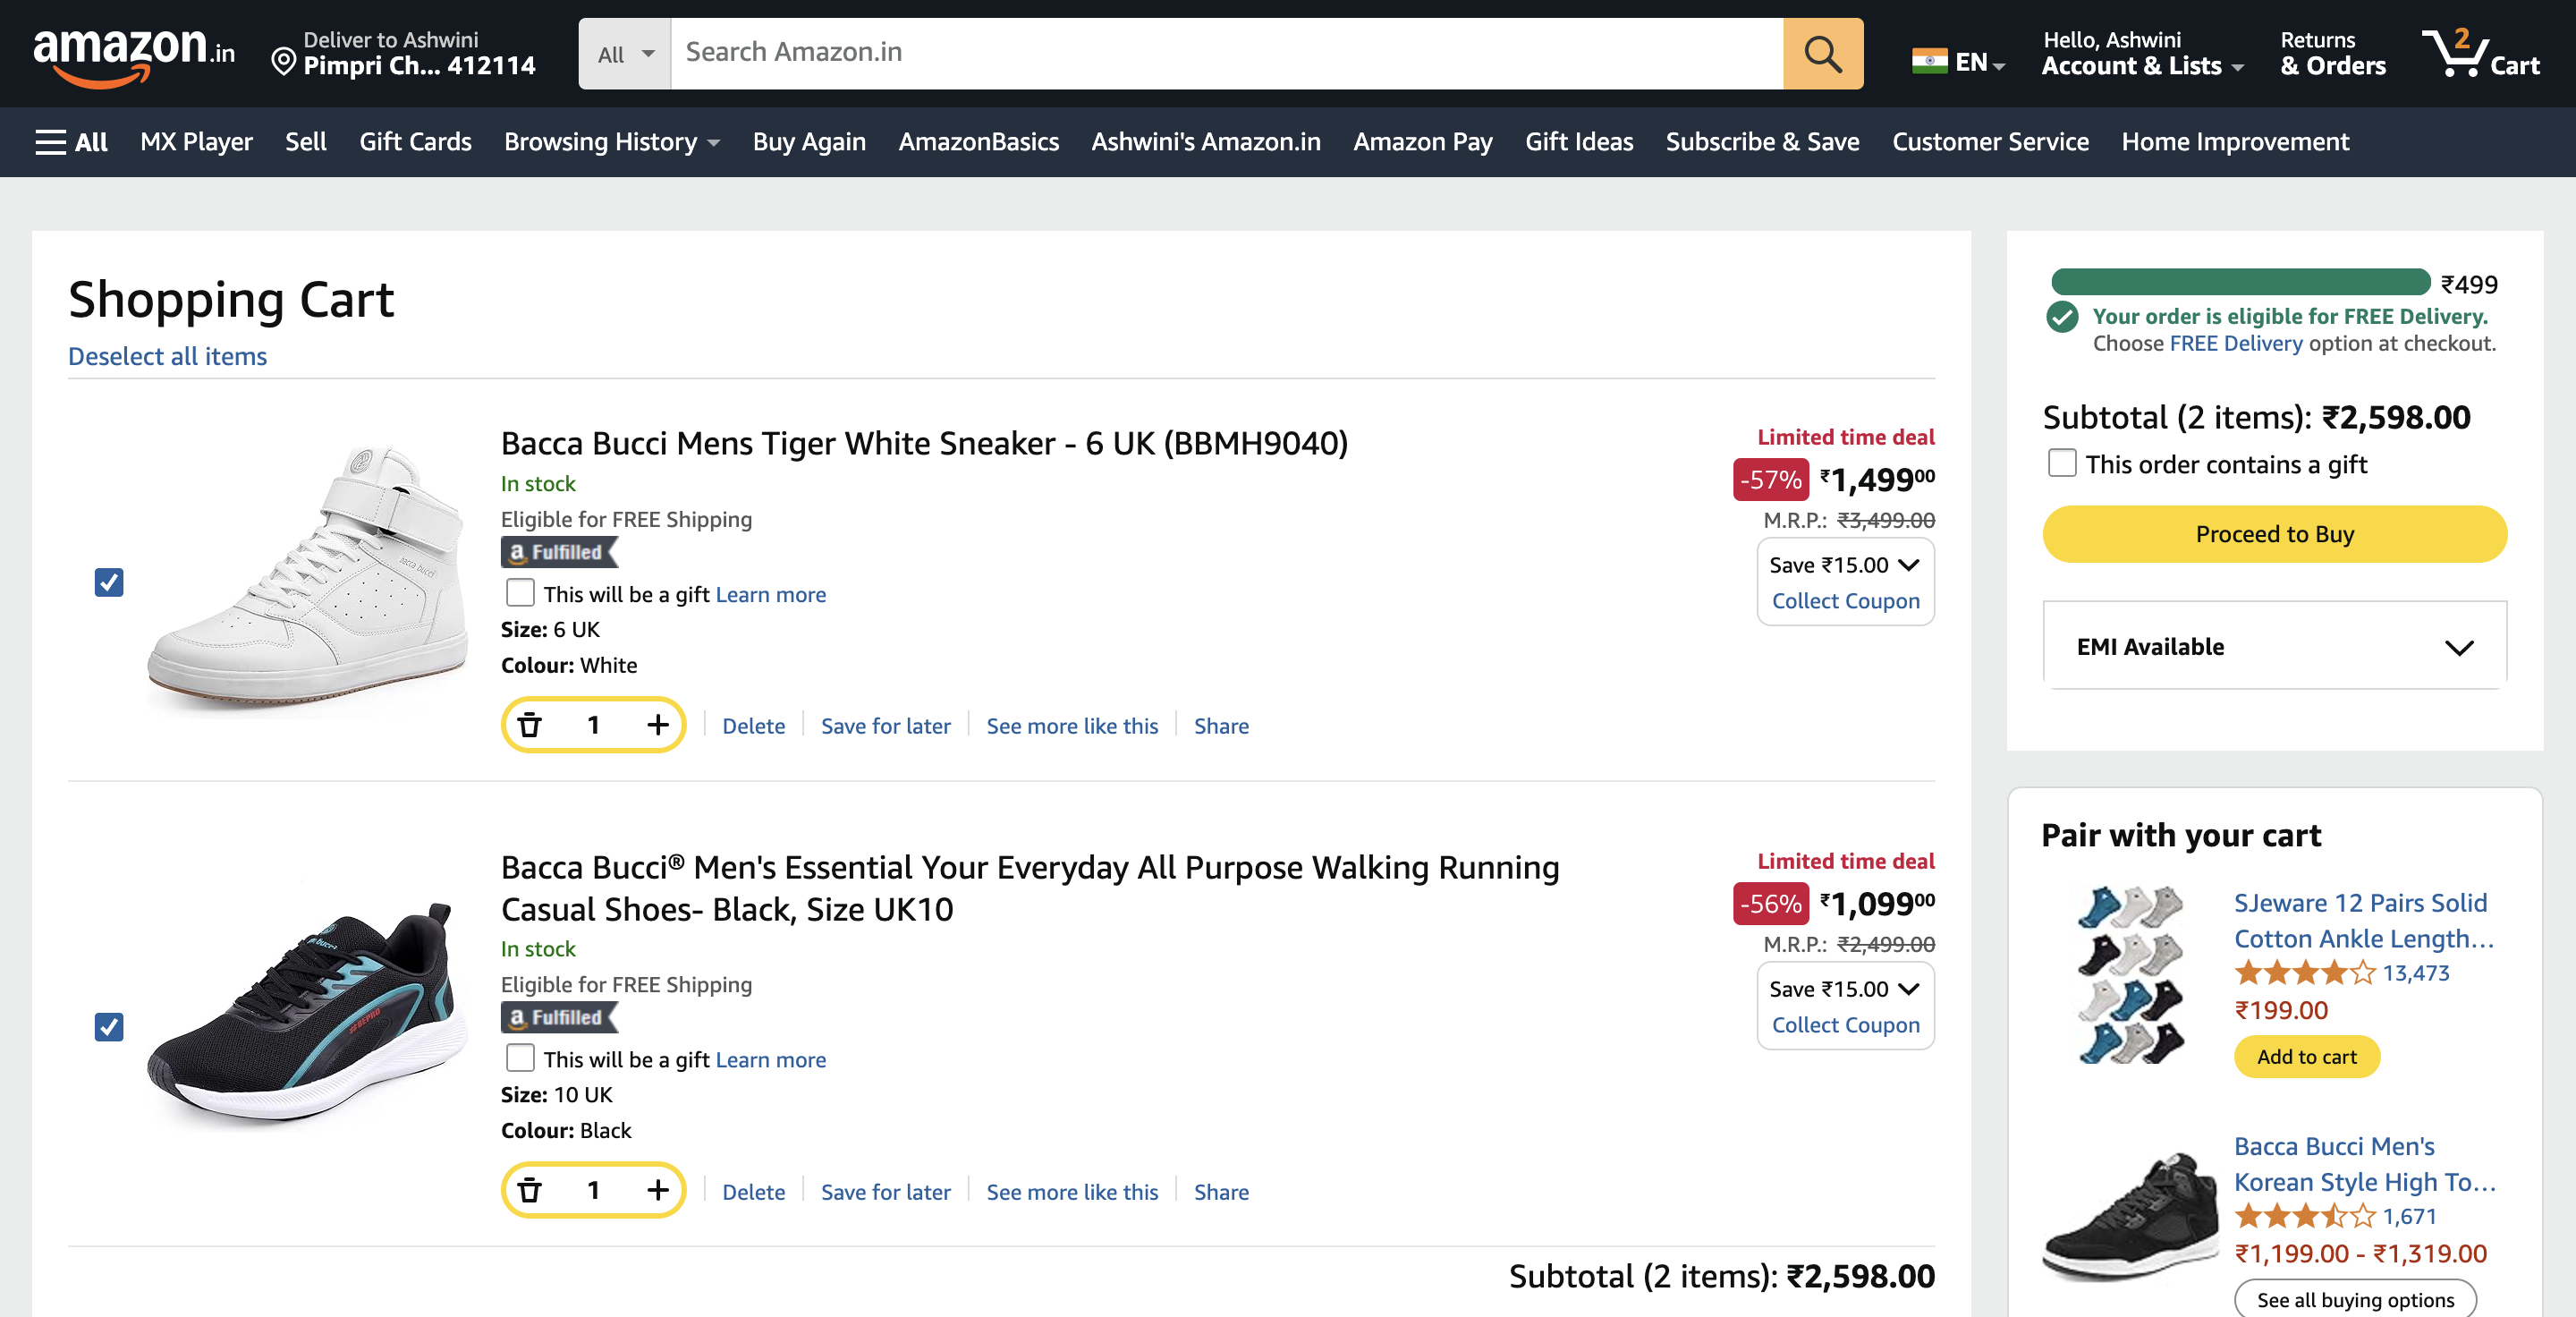 amazon.in
Deliver to Ashwini
Pimpri Ch... 412114
All
Search Amazon.in
EN
Hello, Ashwini
Account & Lists
Returns
& Orders
2
Cart
All
MX Player
Sell
Gift Cards
Browsing History
Buy Again
AmazonBasics
Ashwini's Amazon.in
Amazon Pay
Gift Ideas
Subscribe & Save
Customer Service
Home Improvement
Shopping Cart
Deselect all items
Bacca Bucci Mens Tiger White Sneaker - 6 UK (BBMH9040)
In stock
Eligible for FREE Shipping
a Fulfilled
This will be a gift Learn more
Size: 6 UK
Colour: White
1
Delete
Save for later
See more like this
Share
Limited time deal
-57% ₹1,49900
M.R.P.: ₹3,499.00
Save ₹15.00
Collect Coupon
bacca bucci
Bacca Bucci® Men's Essential Your Everyday All Purpose Walking Running
Casual Shoes- Black, Size UK10
In stock
Eligible for FREE Shipping
a Fulfilled
This will be a gift Learn more
Size: 10 UK
Colour: Black
1
Delete
Save for later
See more like this
Share
Limited time deal
-56% ₹1,09900
M.R.P.: ₹2,499.00
Save ₹15.00
Collect Coupon
Subtotal (2 items): ₹2,598.00
₹499
Your order is eligible for FREE Delivery.
Choose FREE Delivery option at checkout.
Subtotal (2 items): ₹2,598.00
This order contains a gift
Proceed to Buy
EMI Available
Pair with your cart
SJeware 12 Pairs Solid
Cotton Ankle Length...
13,473
₹199.00
Add to cart
Bacca Bucci Men's
Korean Style High To...
1,671
₹1,199.00 - ₹1,319.00
See all buying options